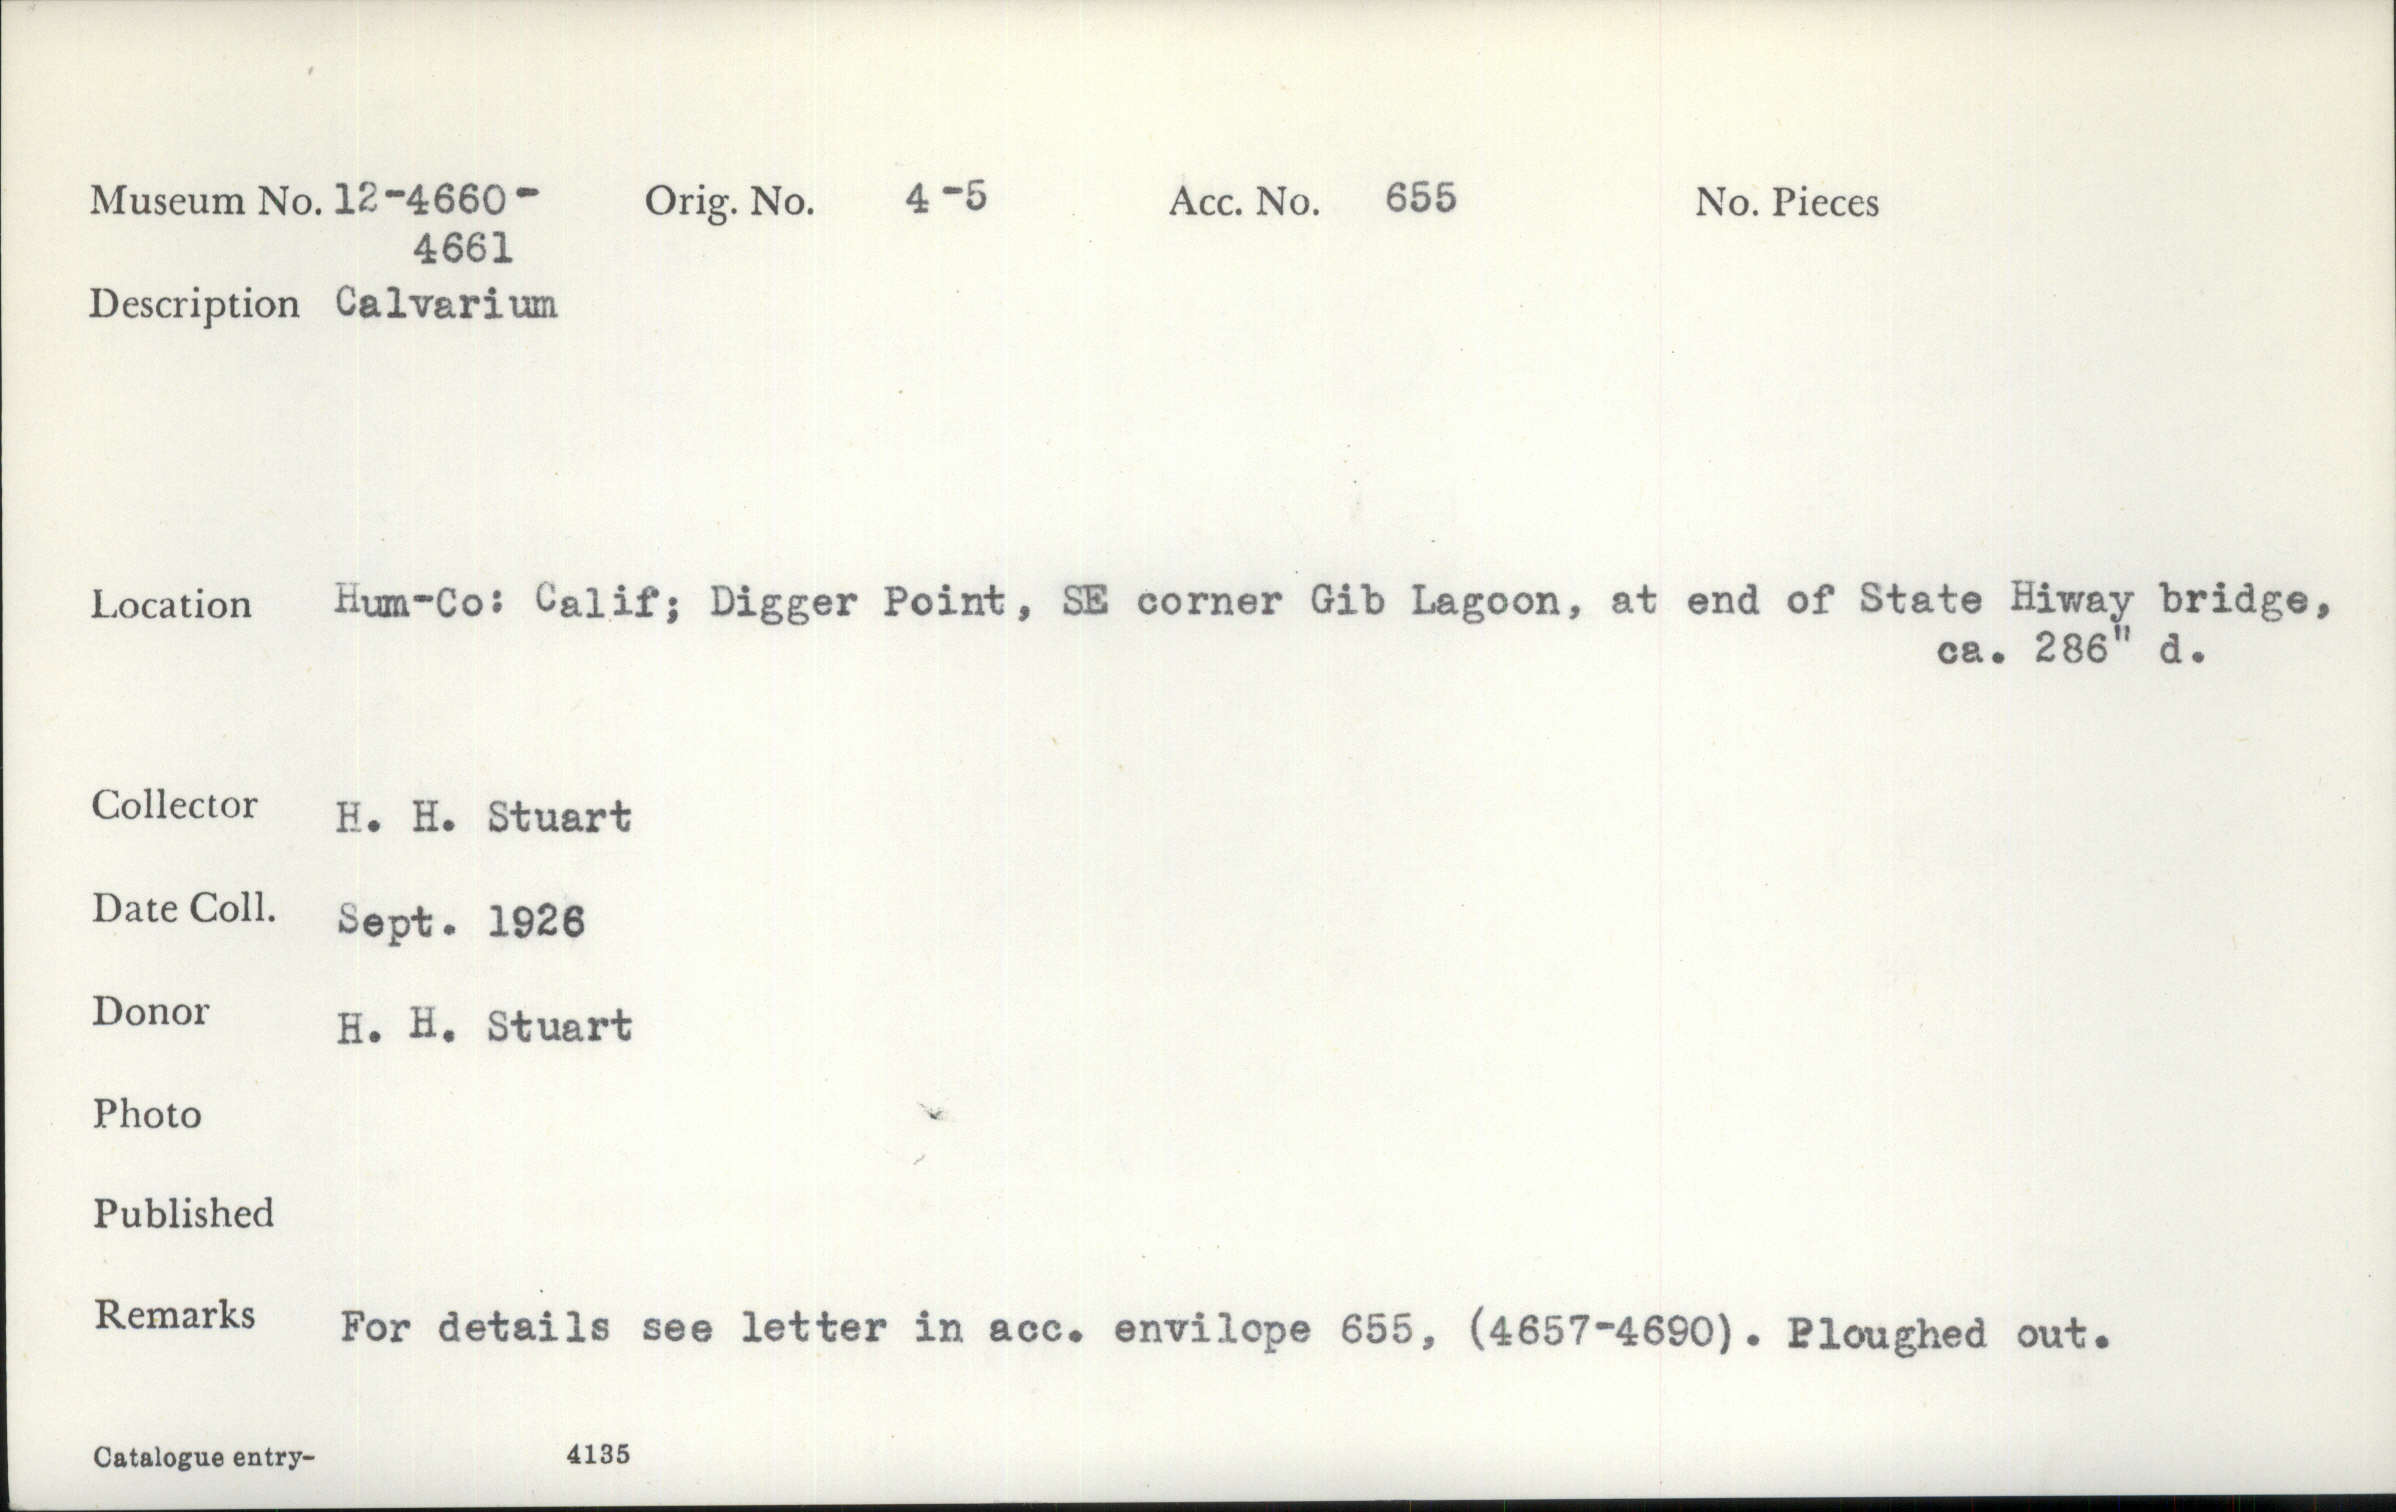 Museum No. 12-4660- Orig. No. 4-5 Acc. No. 655 No. Pieces
4661
Description Calvarium
Location Hum-Co: Calif; Digger Point, SE corner Gib Lagoon, at end of State Hiway bridge,
ca. 286" d.
Collector H. H. Stuart
Date Coll. Sept. 1926
Donor H. H. Stuart
Photo
Published
Remarks For details see letter in acc. envilope 655, (4657-4690). Ploughed out.
Catalogue entry- 4135